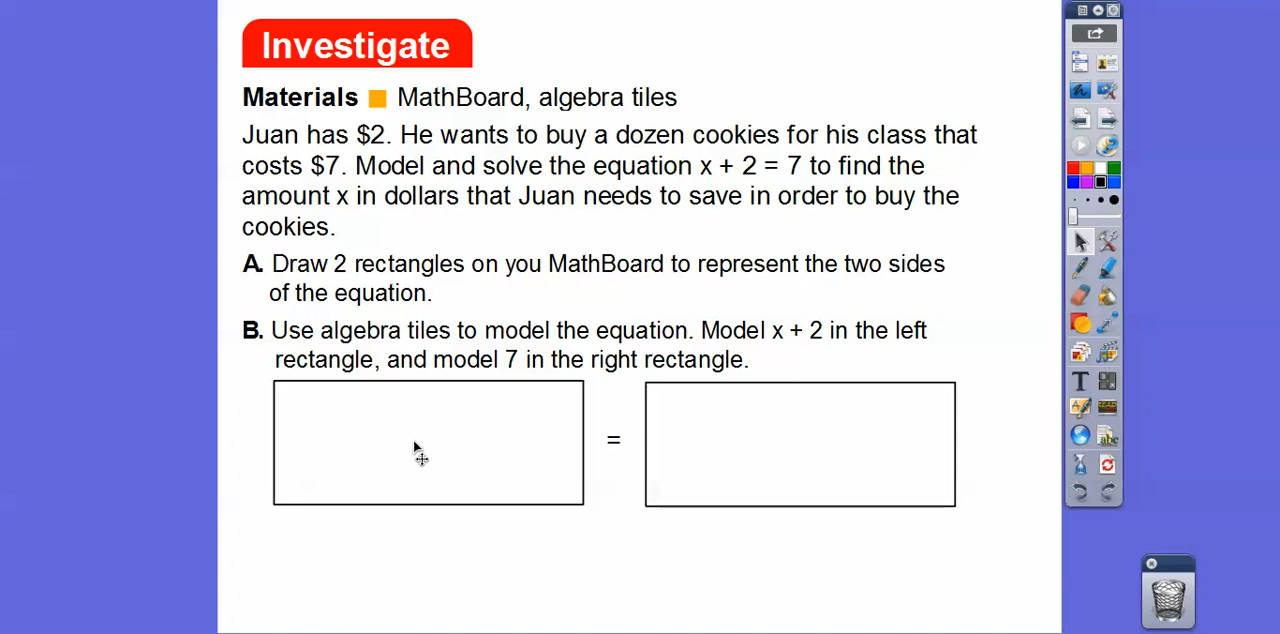 Investigate
Materials MathBoard, algebra tiles
Juan has $2. He wants to buy a dozen cookies for his class that
costs $7. Model and solve the equation x + 2 = 7 to find the
amount x in dollars that Juan needs to save in order to buy the
cookies.
A. Draw 2 rectangles on you MathBoard to represent the two sides
of the equation.
B. Use algebra tiles to model the equation. Model x + 2 in the left
rectangle, and model 7 in the right rectangle.
=
T
abc